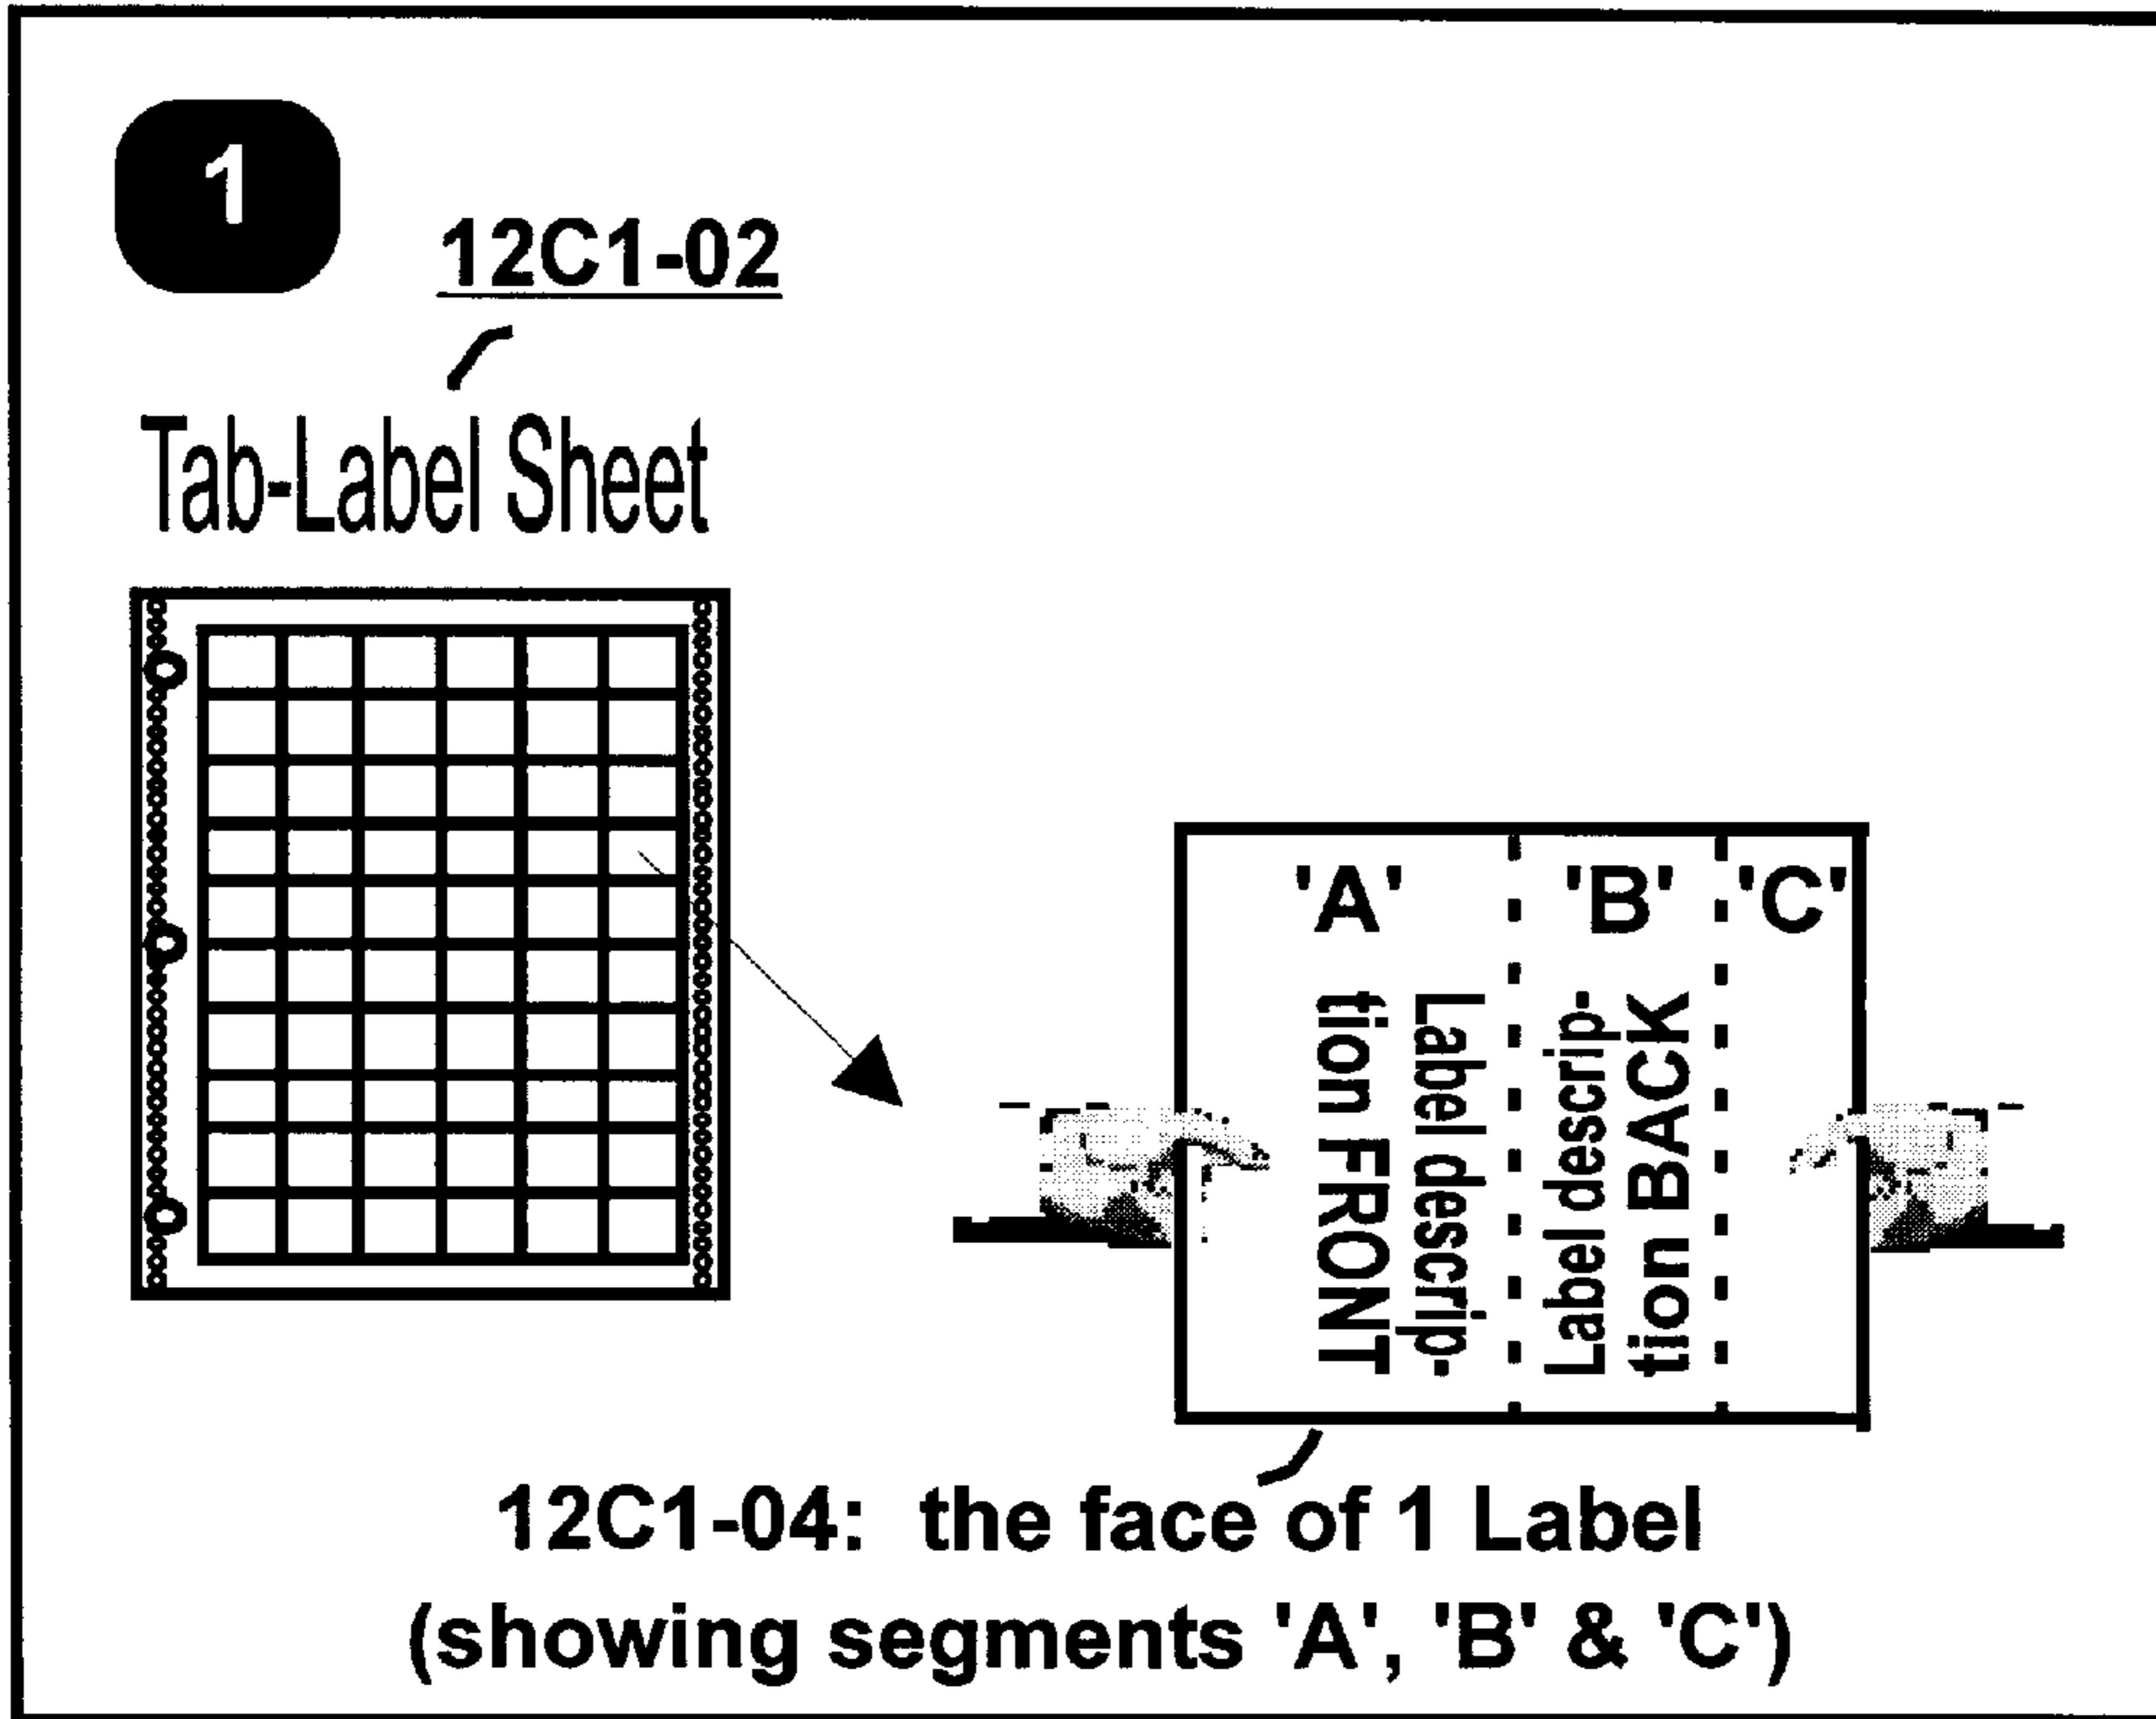 1
12C1-02
Tab-Label Sheet
'A' 'B' 'C'
Label descrip-
tion FRONT
Label descrip-
tion BACK
12C1-04: the face of 1 Label
(showing segments 'A', 'B' & 'C')